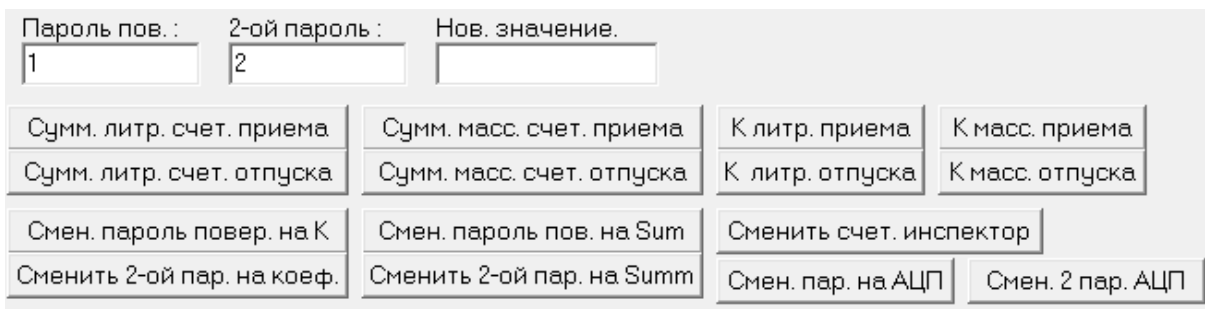 Пароль пов. : 2-ой пароль : Нов. значение.
1 2
Сумм. литр. счет. приема Сумм. масс. счет. приема К литр. приема К масс. приема
Сумм. литр. счет. отпуска Сумм. масс. счет. отпуска К литр. отпуска К масс. отпуска
Смен. пароль повер. на К Смен. пароль пов. на Sum Сменить счет. инспектор
Сменить 2-ой пар. на коеф. Сменить 2-ой пар. на Summ Смен. пар. на АЦП Смен. 2 пар. АЦП